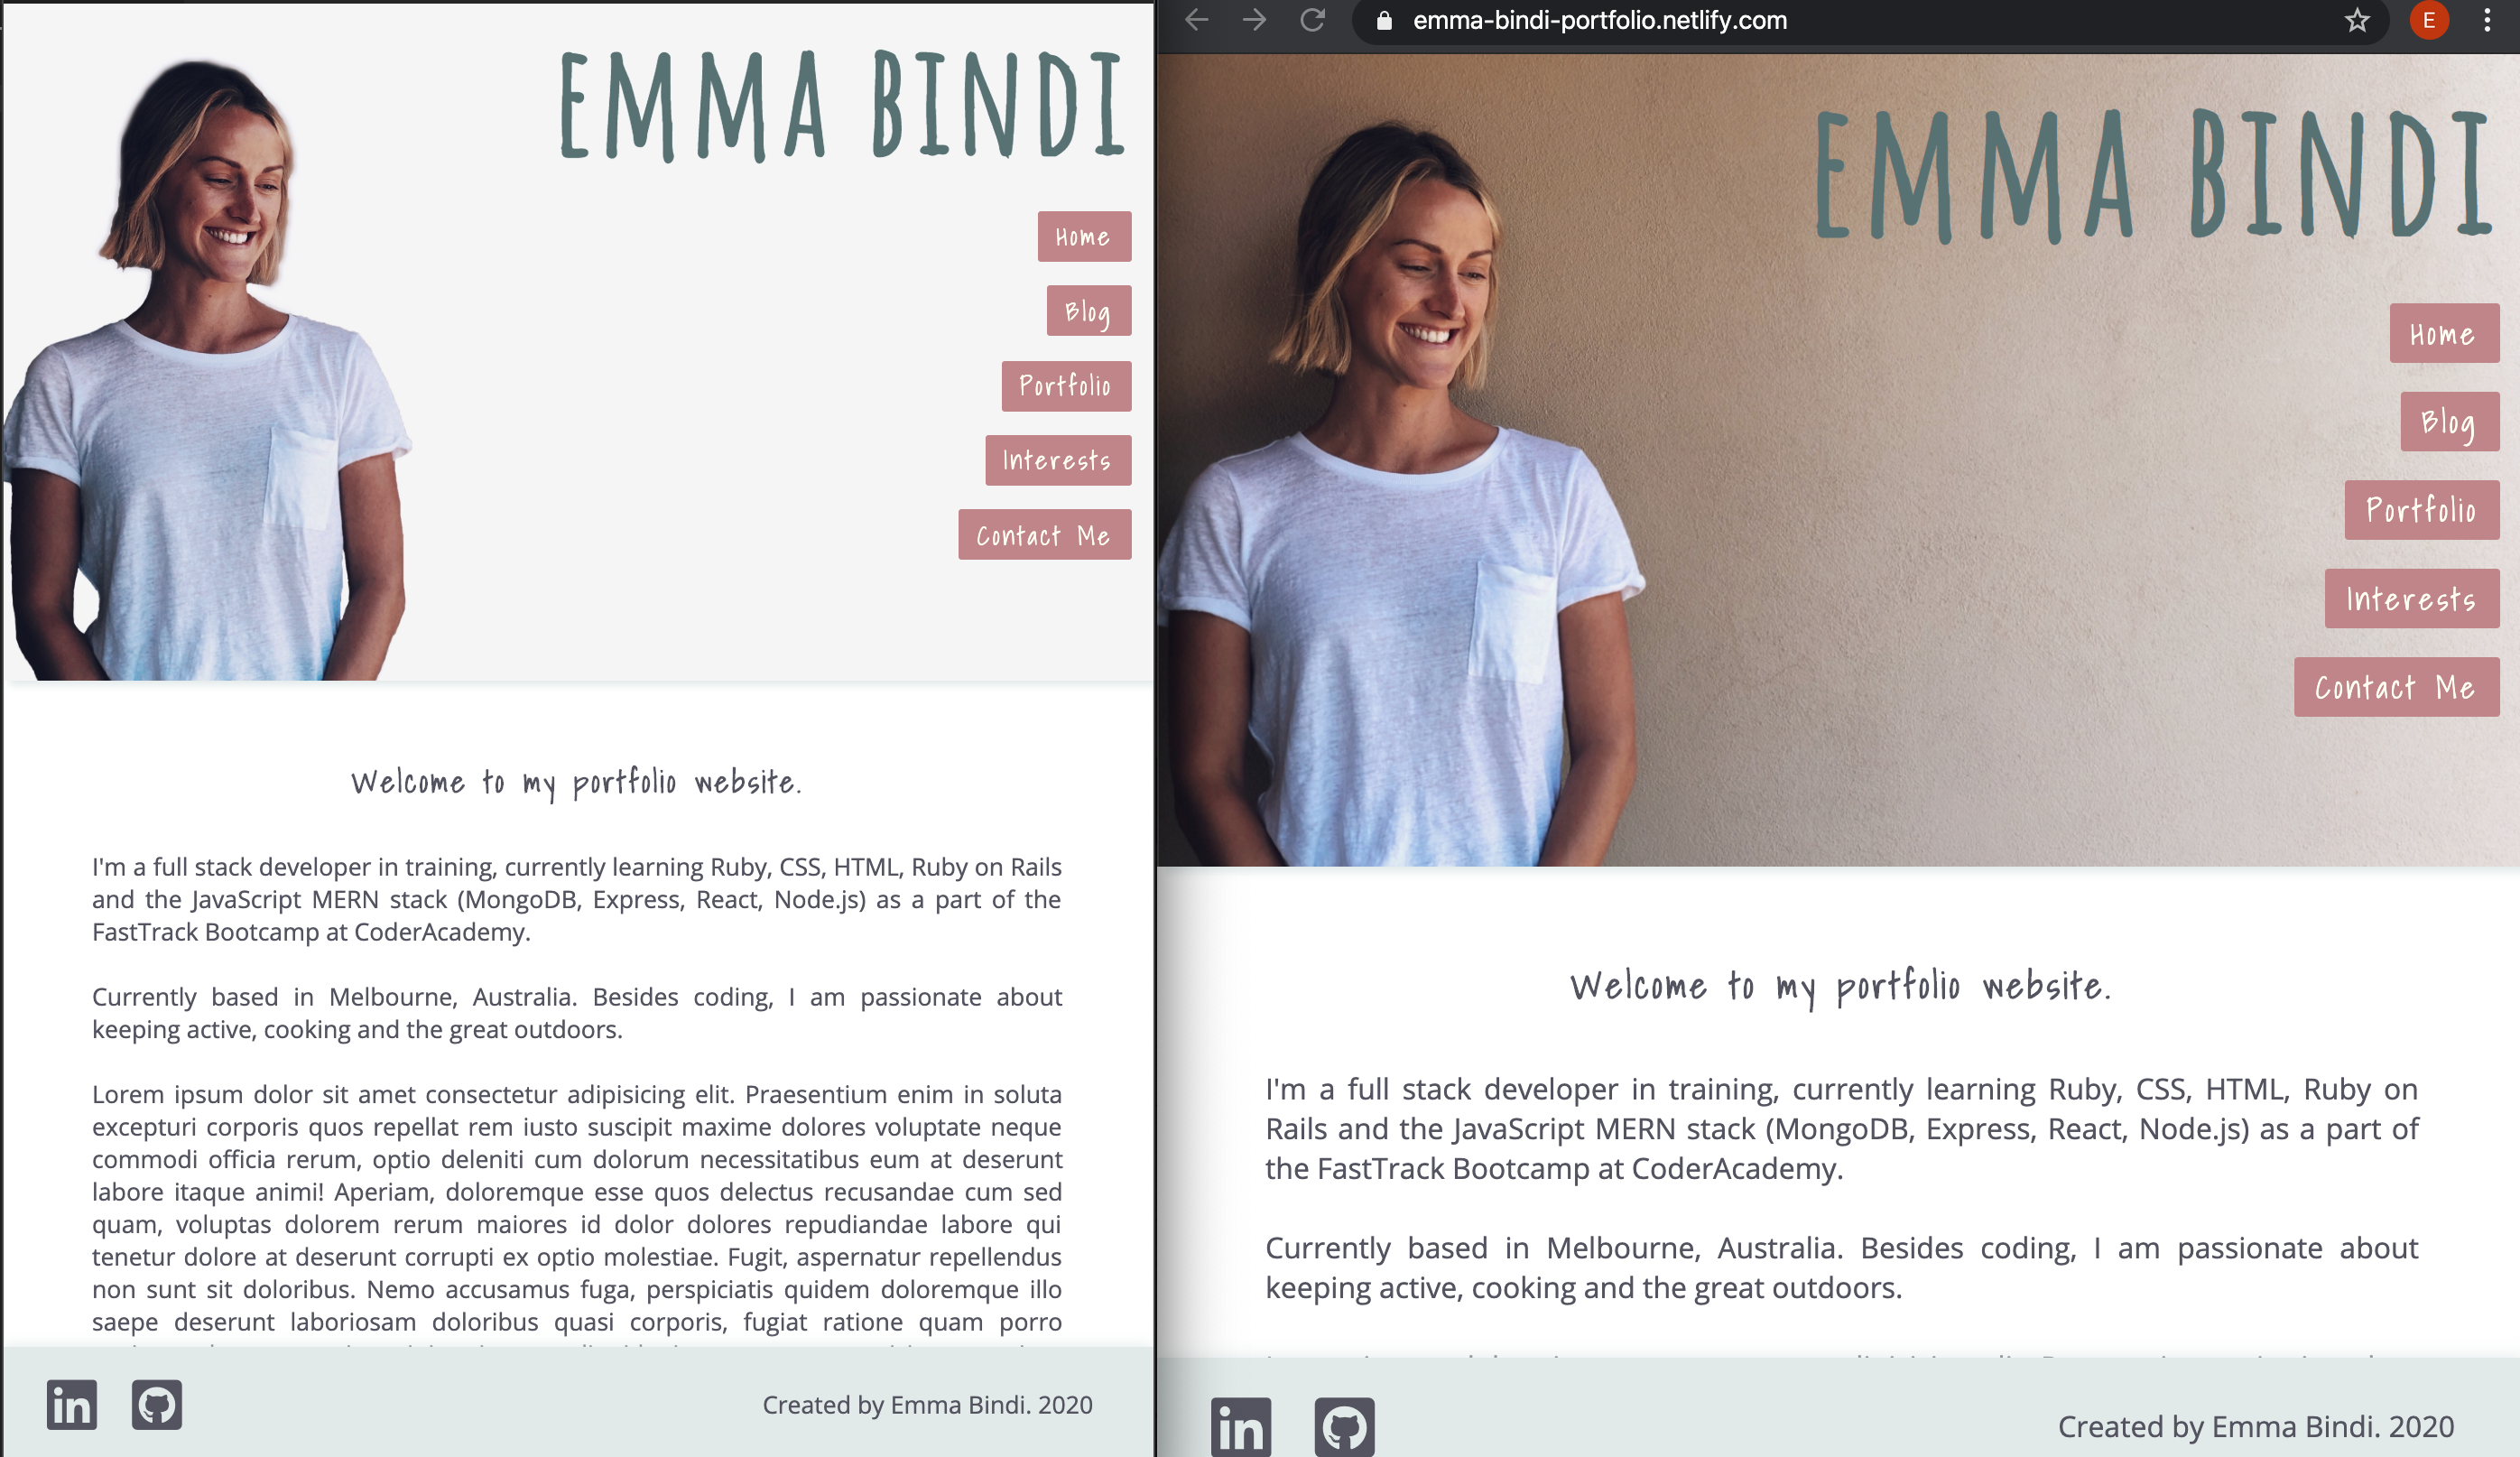 EMMA BINDI
Home
Blog
Portfolio
Interests
Contact Me
Welcome to my portfolio website.
I'm a full stack developer in training, currently learning Ruby, CSS, HTML, Ruby on Rails
and the JavaScript MERN stack (MongoDB, Express, React, Node.js) as a part of the
FastTrack Bootcamp at CoderAcademy.
Currently based in Melbourne, Australia. Besides coding, I am passionate about
keeping active, cooking and the great outdoors.
Lorem ipsum dolor sit amet consectetur adipisicing elit. Praesentium enim in soluta
excepturi corporis quos repellat rem iusto suscipit maxime dolores voluptate neque
commodi officia rerum, optio deleniti cum dolorum necessitatibus eum at deserunt
labore itaque animi! Aperiam, doloremque esse quos delectus recusandae cum sed
quam, voluptas dolorem rerum maiores id dolor dolores repudiandae labore qui
tenetur dolore at deserunt corrupti ex optio molestiae. Fugit, aspernatur repellendus
non sunt sit doloribus. Nemo accusamus fuga, perspiciatis quidem doloremque illo
saepe deserunt laboriosam doloribus quasi corporis, fugiat ratione quam porro
in
Created by Emma Bindi. 2020
emma-bindi-portfolio.netlify.com
E
EMMA BINDI
Home
Blog
Portfolio
Interests
Contact Me
Welcome to my portfolio website.
I'm a full stack developer in training, currently learning Ruby, CSS, HTML, Ruby on
Rails and the JavaScript MERN stack (MongoDB, Express, React, Node.js) as a part of
the FastTrack Bootcamp at CoderAcademy.
Currently based in Melbourne, Australia. Besides coding, I am passionate about
keeping active, cooking and the great outdoors.
in
Created by Emma Bindi. 2020